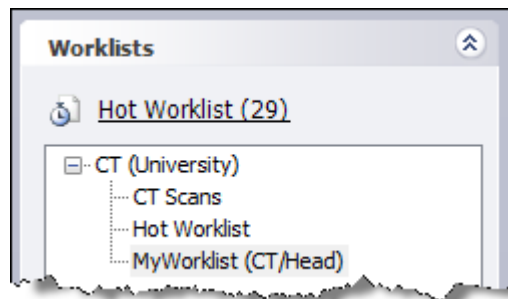 Worklists
Hot Worklist (29)
CT (University)
CT Scans
Hot Worklist
MyWorklist (CT/Head)